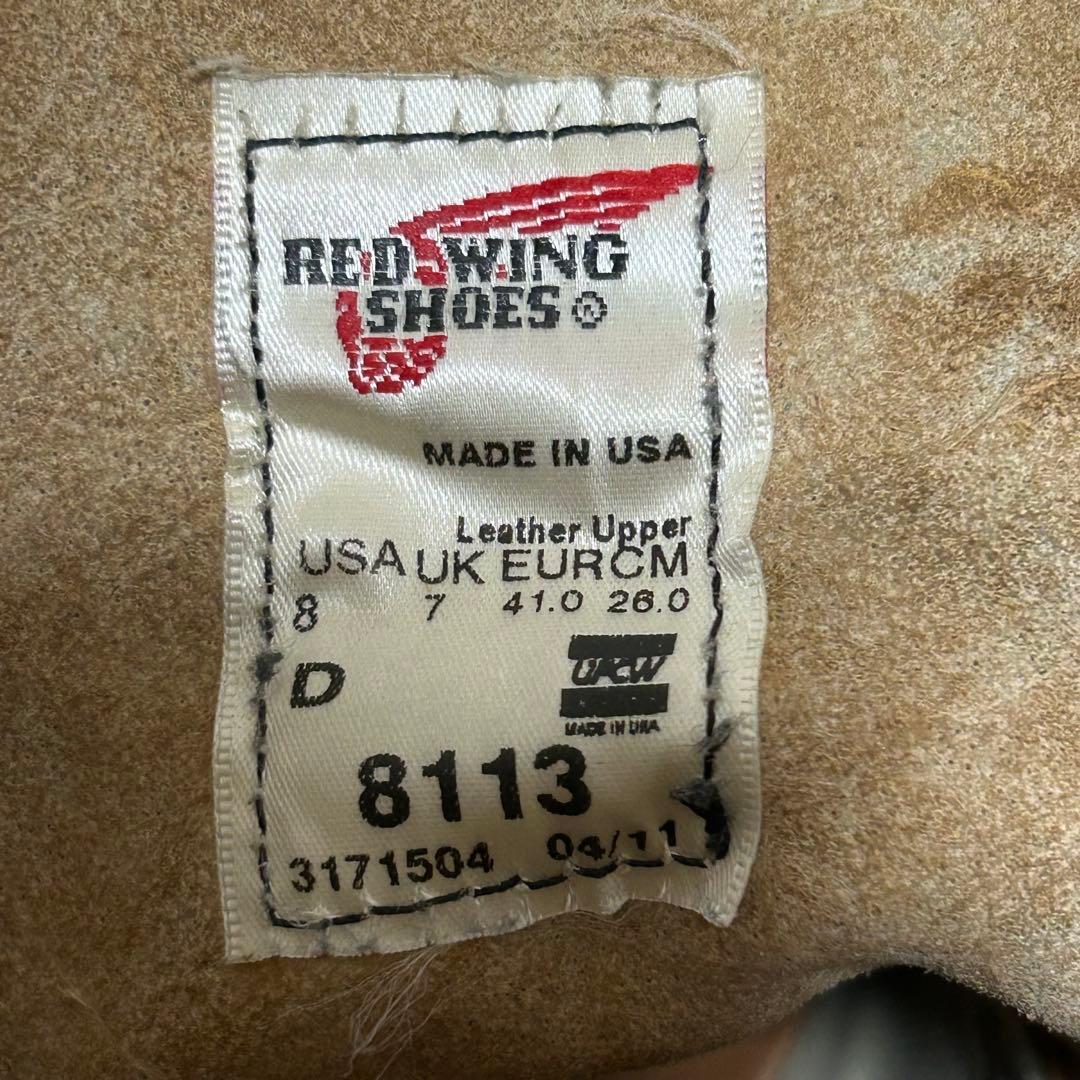 RED WING
SHOES®
MADE IN USA
Leather Upper
USA UK EUR CM
8 7 41.0 26.0
D
UFCW
MADE IN USA
8113
3171504 04/11